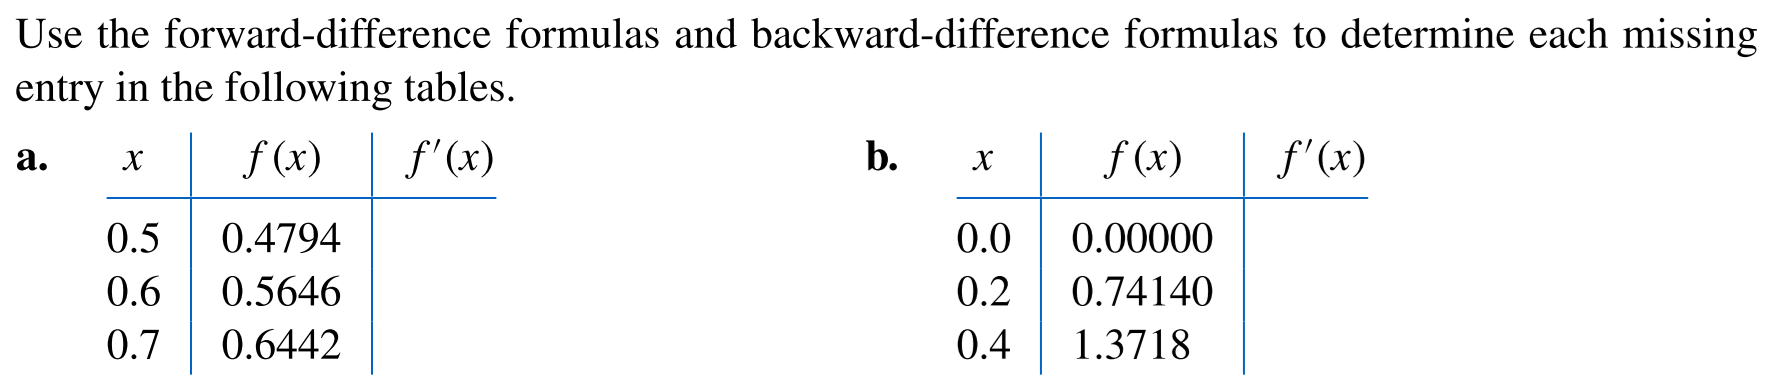 Use the forward-difference formulas and backward-difference formulas to determine each missing
entry in the following tables.
a. x f(x) f′(x) b. x f(x) f′(x)
0.5 0.4794 0.0 0.00000
0.6 0.5646 0.2 0.74140
0.7 0.6442 0.4 1.3718